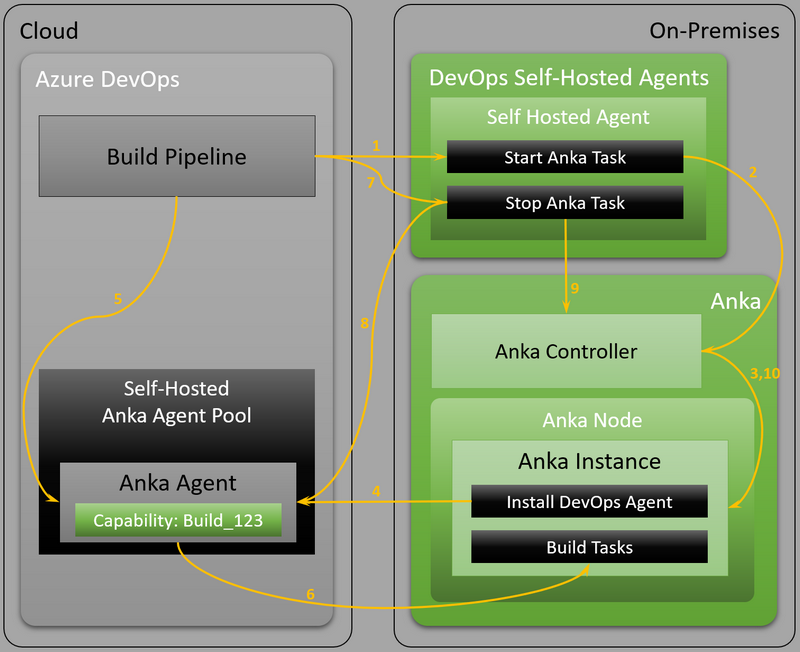 Cloud
Azure DevOps
Build Pipeline
5
Self-Hosted
Anka Agent Pool
Anka Agent
Capability: Build_123
1
7
8
4
6
On-Premises
DevOps Self-Hosted Agents
Self Hosted Agent
Start Anka Task
Stop Anka Task
2
9
Anka
Anka Controller
3,10
Anka Node
Anka Instance
Install DevOps Agent
Build Tasks